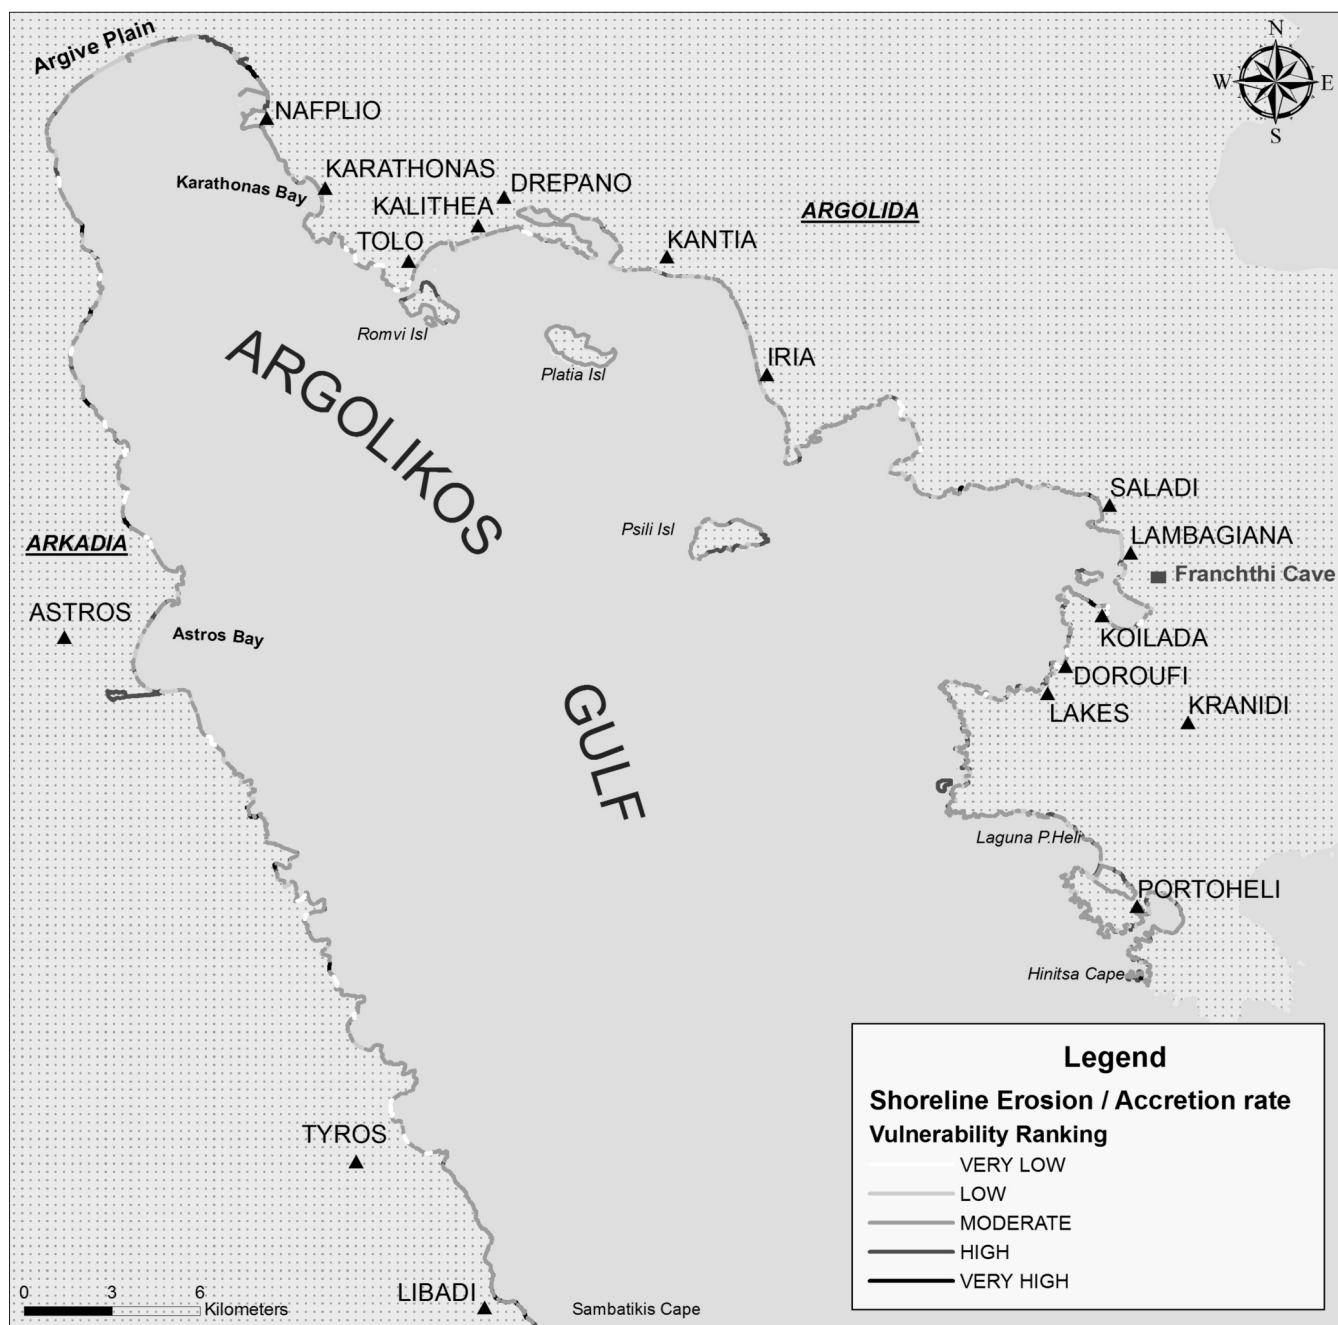 N
W
E
S
Argive Plain
NAFPLIO
KARATHONAS
Karathonas Bay
DREPANO
KALITHEA
ARGOLIDA
TOLO
KANTIA
Romvi Isl
Platia Isl
IRIA
ARGOLIKOS
GULF
Psili Isl
SALADI
LAMBAGIANA
Franchthi Cave
ARKADIA
ASTROS
Astros Bay
KOILADA
DOROUFI
LAKES
KRANIDI
Laguna P.Heli
PORTOHELI
Hinitsa Cape
TYROS
LIBADI
Sambatikis Cape
0 3 6
Kilometers
Legend
Shoreline Erosion / Accretion rate
Vulnerability Ranking
VERY LOW
LOW
MODERATE
HIGH
VERY HIGH